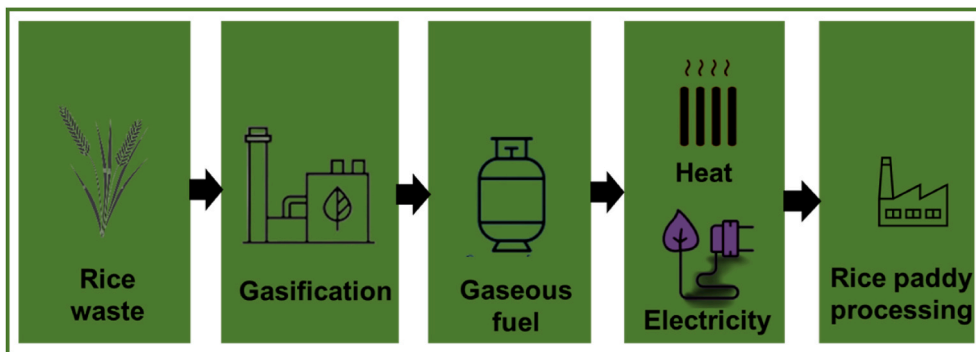 Rice
waste
Gasification
Gaseous
fuel
Heat
Electricity
Rice paddy
processing